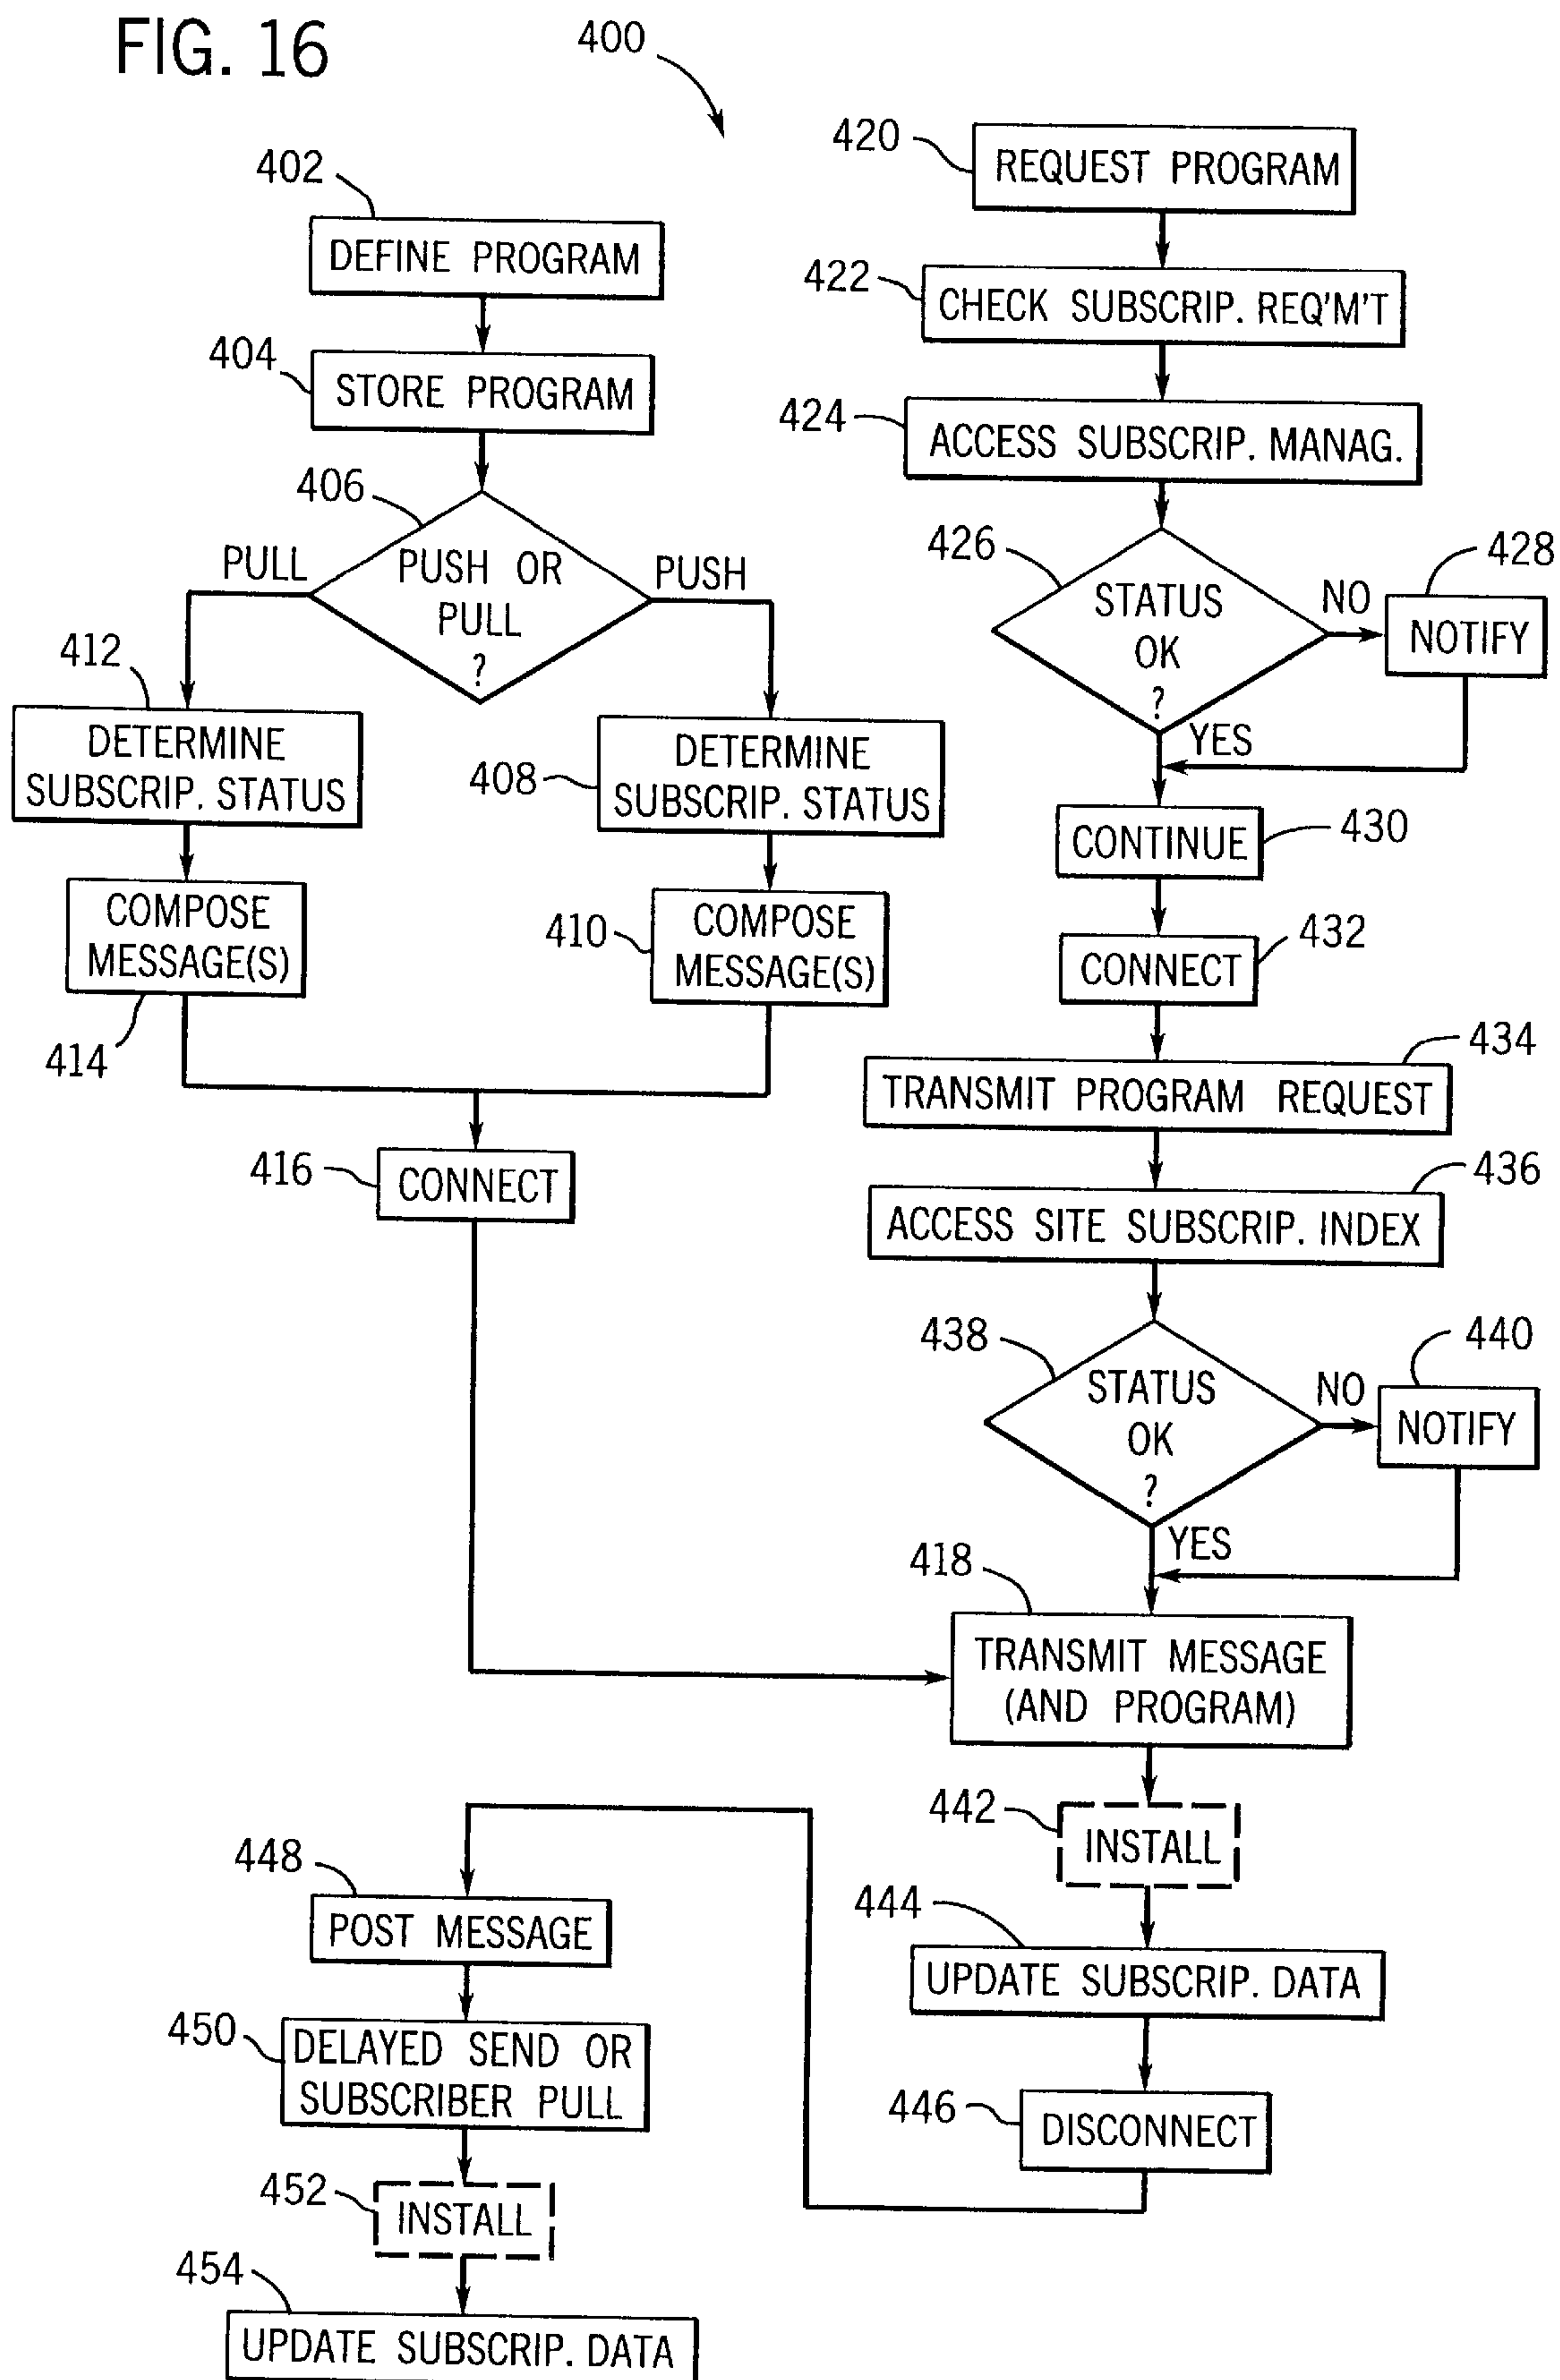 FIG. 16
400
402
DEFINE PROGRAM
404
STORE PROGRAM
406
PUSH OR
PULL
?
PULL
PUSH
412
DETERMINE
SUBSCRIP. STATUS
408
DETERMINE
SUBSCRIP. STATUS
COMPOSE
MESSAGE(S)
414
410
COMPOSE
MESSAGE(S)
416
CONNECT
420
REQUEST PROGRAM
422
CHECK SUBSCRIP. REQ'M'T
424
ACCESS SUBSCRIP. MANAG.
426
STATUS
OK
?
NO
428
NOTIFY
YES
CONTINUE
430
CONNECT
432
434
TRANSMIT PROGRAM REQUEST
436
ACCESS SITE SUBSCRIP. INDEX
438
STATUS
OK
?
NO
440
NOTIFY
YES
418
TRANSMIT MESSAGE
(AND PROGRAM)
442
INSTALL
444
UPDATE SUBSCRIP. DATA
446
DISCONNECT
448
POST MESSAGE
450
DELAYED SEND OR
SUBSCRIBER PULL
452
INSTALL
454
UPDATE SUBSCRIP. DATA